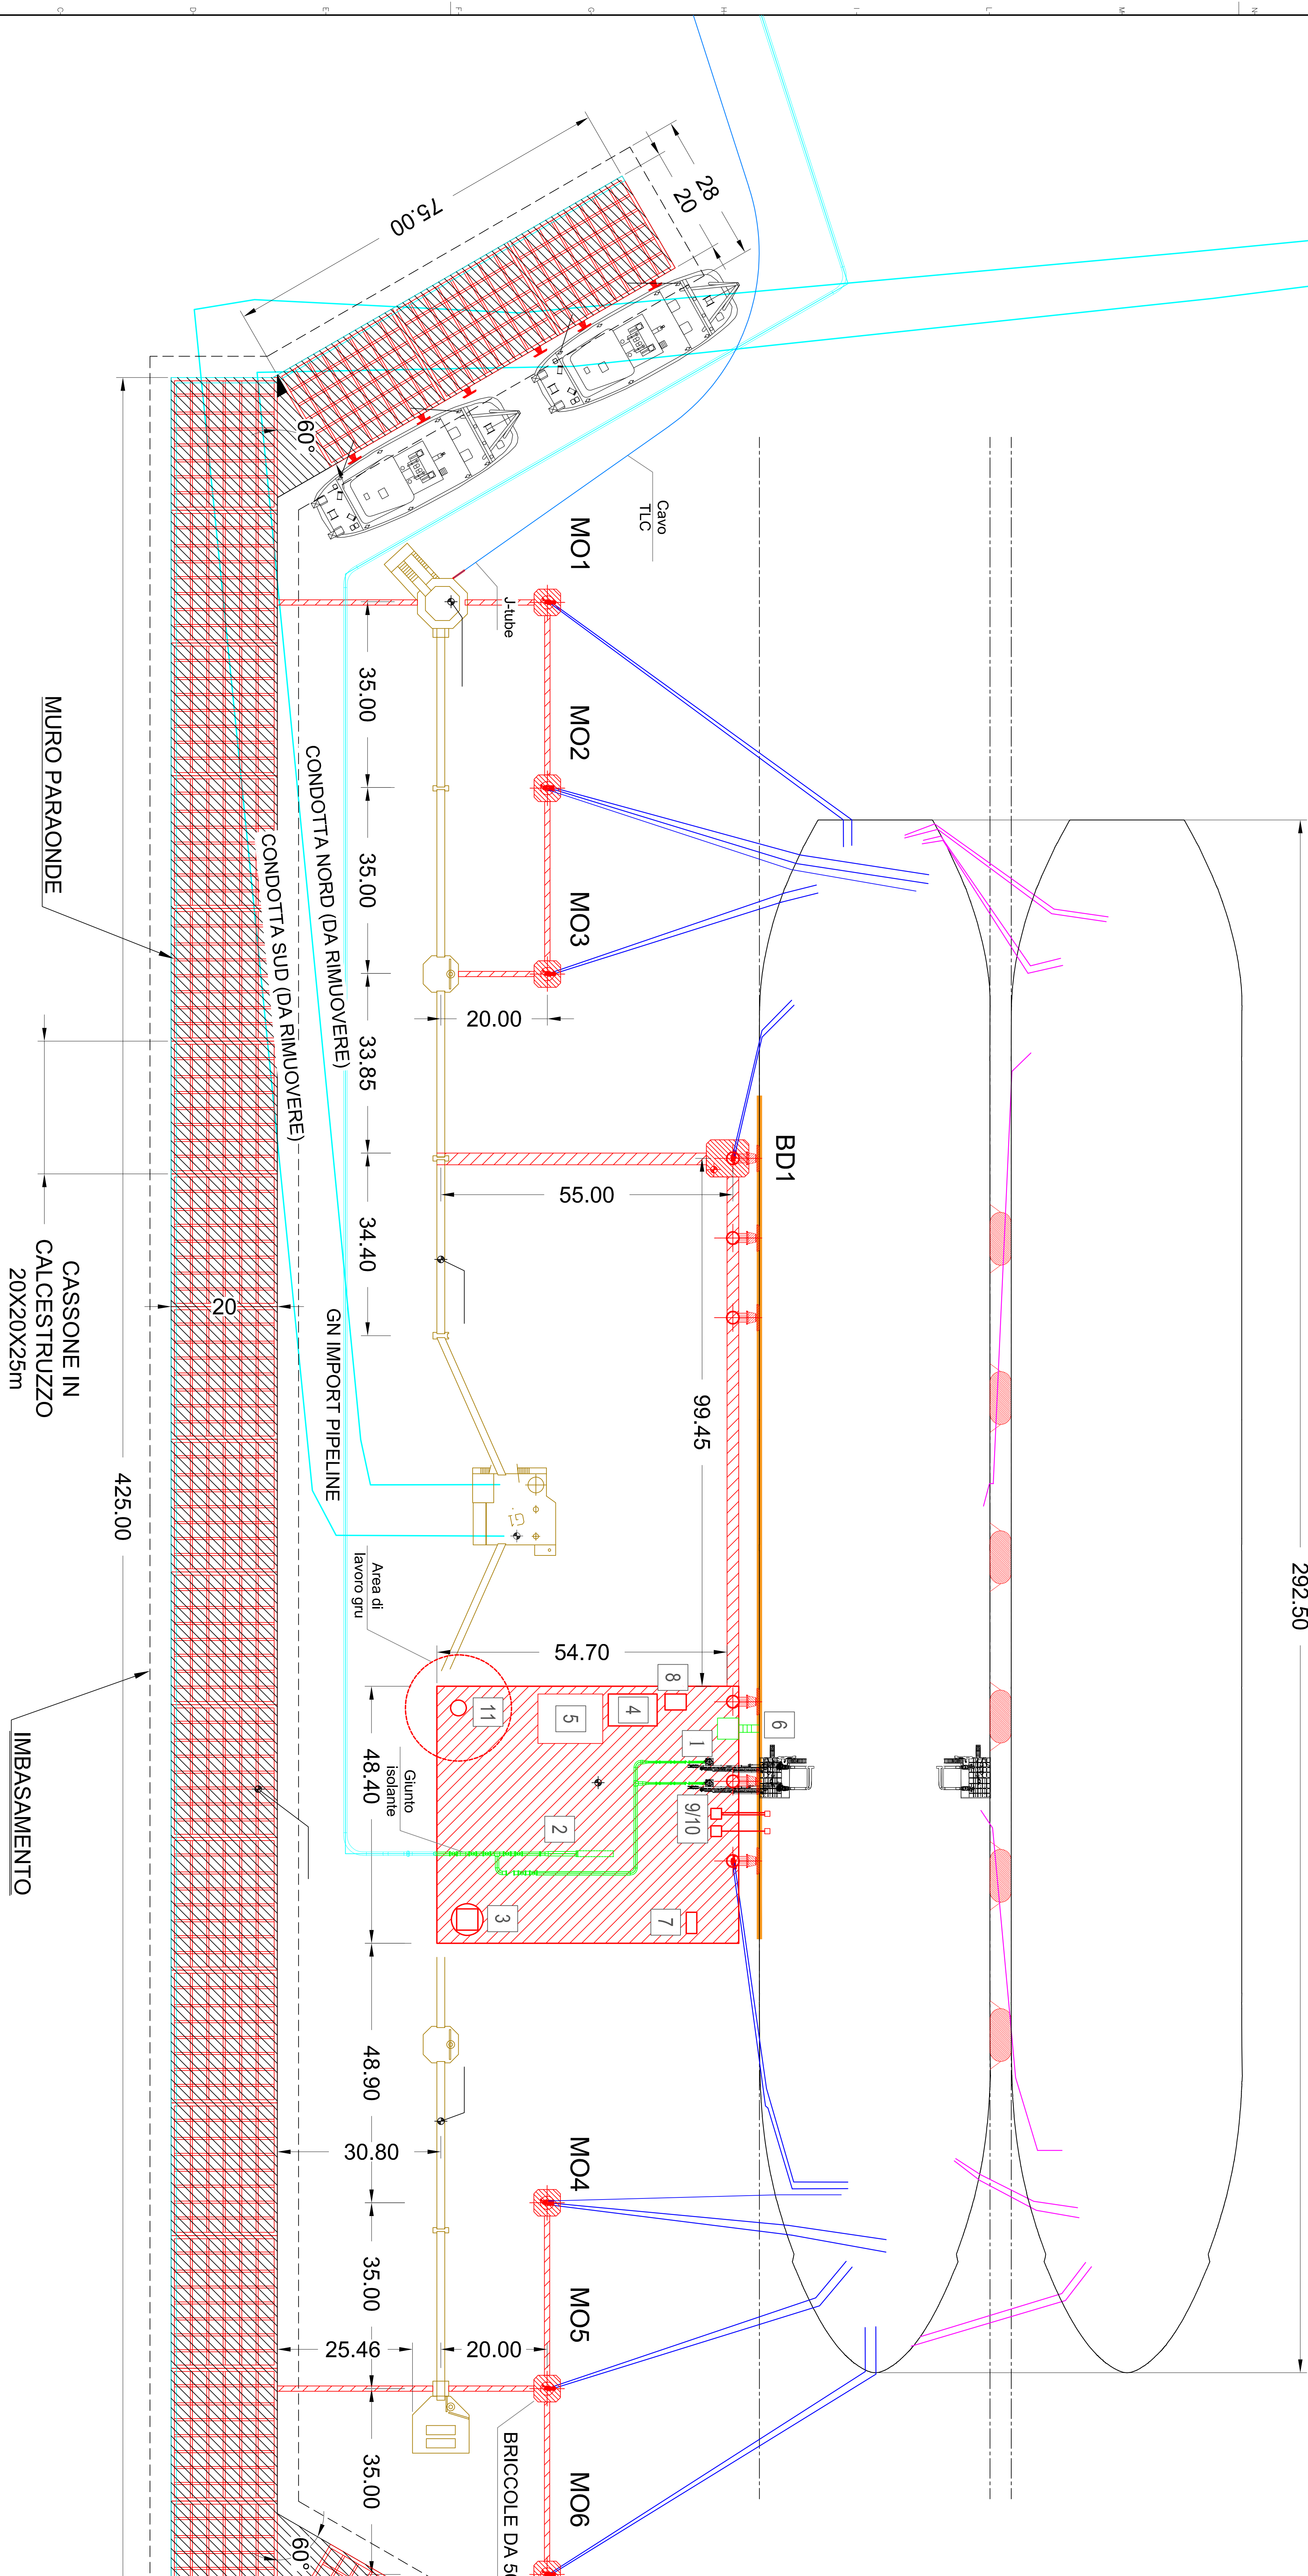 C
D
E
F
G
H
I
L
M
N
75.00
28
20
60°
Cavo
TLC
J-tube
MO1
35.00
MO2
35.00
MO3
33.85
20.00
MURO PARAONDE
CONDOTTA NORD (DA RIMUOVERE)
CONDOTTA SUD (DA RIMUOVERE)
BD1
55.00
34.40
99.45
20
CASSONE IN
CALCESTRUZZO
20X20X25m
GN IMPORT PIPELINE
G1.
425.00
292.50
Area di
lavoro gru
54.70
8
4
5
11
6
1
9/10
2
7
3
48.40
Giunto
isolante
IMBASAMENTO
48.90
30.80
MO4
35.00
MO5
25.46
20.00
35.00
MO6
BRICCOLE DA 5
60°